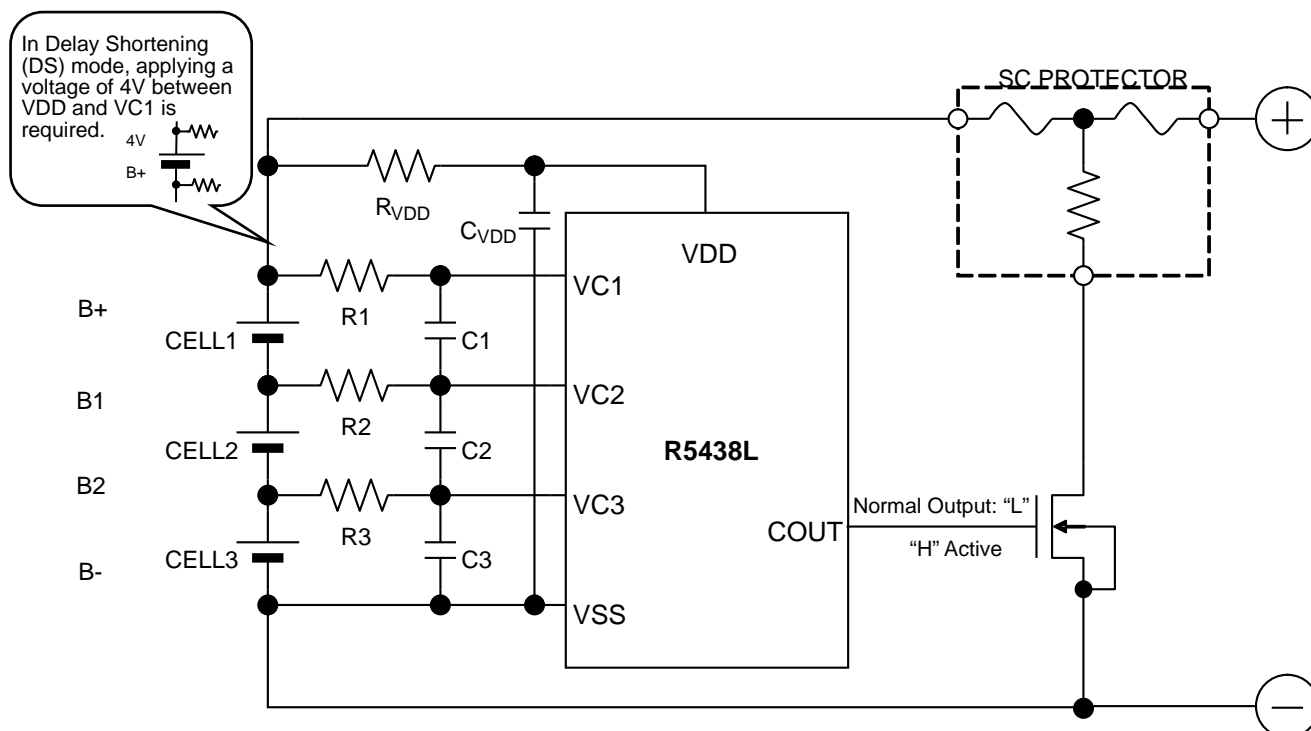 In Delay Shortening
(DS) mode, applying a
voltage of 4V between
VDD and VC1 is
required.
4V
B+
SC PROTECTOR
+
RVDD
CVDD
VDD
VC1
B+
R1
CELL1
C1
B1
VC2
R2
CELL2
C2
R5438L
B2
VC3
Normal Output: “L”
R3
COUT
“H” Active
CELL3
C3
B-
VSS
−